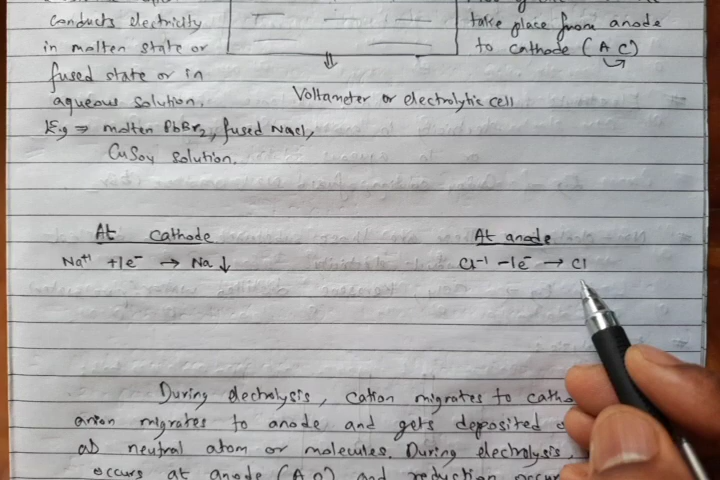 conducts electricity
in molten state or
fused state or in
aqueous solution.
E.g ⇒ molten PbBr2, fused NaCl,
CuSO4 solution.
take place from anode
to cathode (A C)
Voltameter or electrolytic cell
At cathode
Na+1 +1e- → Na ↓
At anode
Cl-1 -1e- → Cl
During electrolysis, cation migrates to
anion migrates to anode and gets deposited
as neutral atom or molecules. During electrolysis,
occurs at anode (A O) and reduction